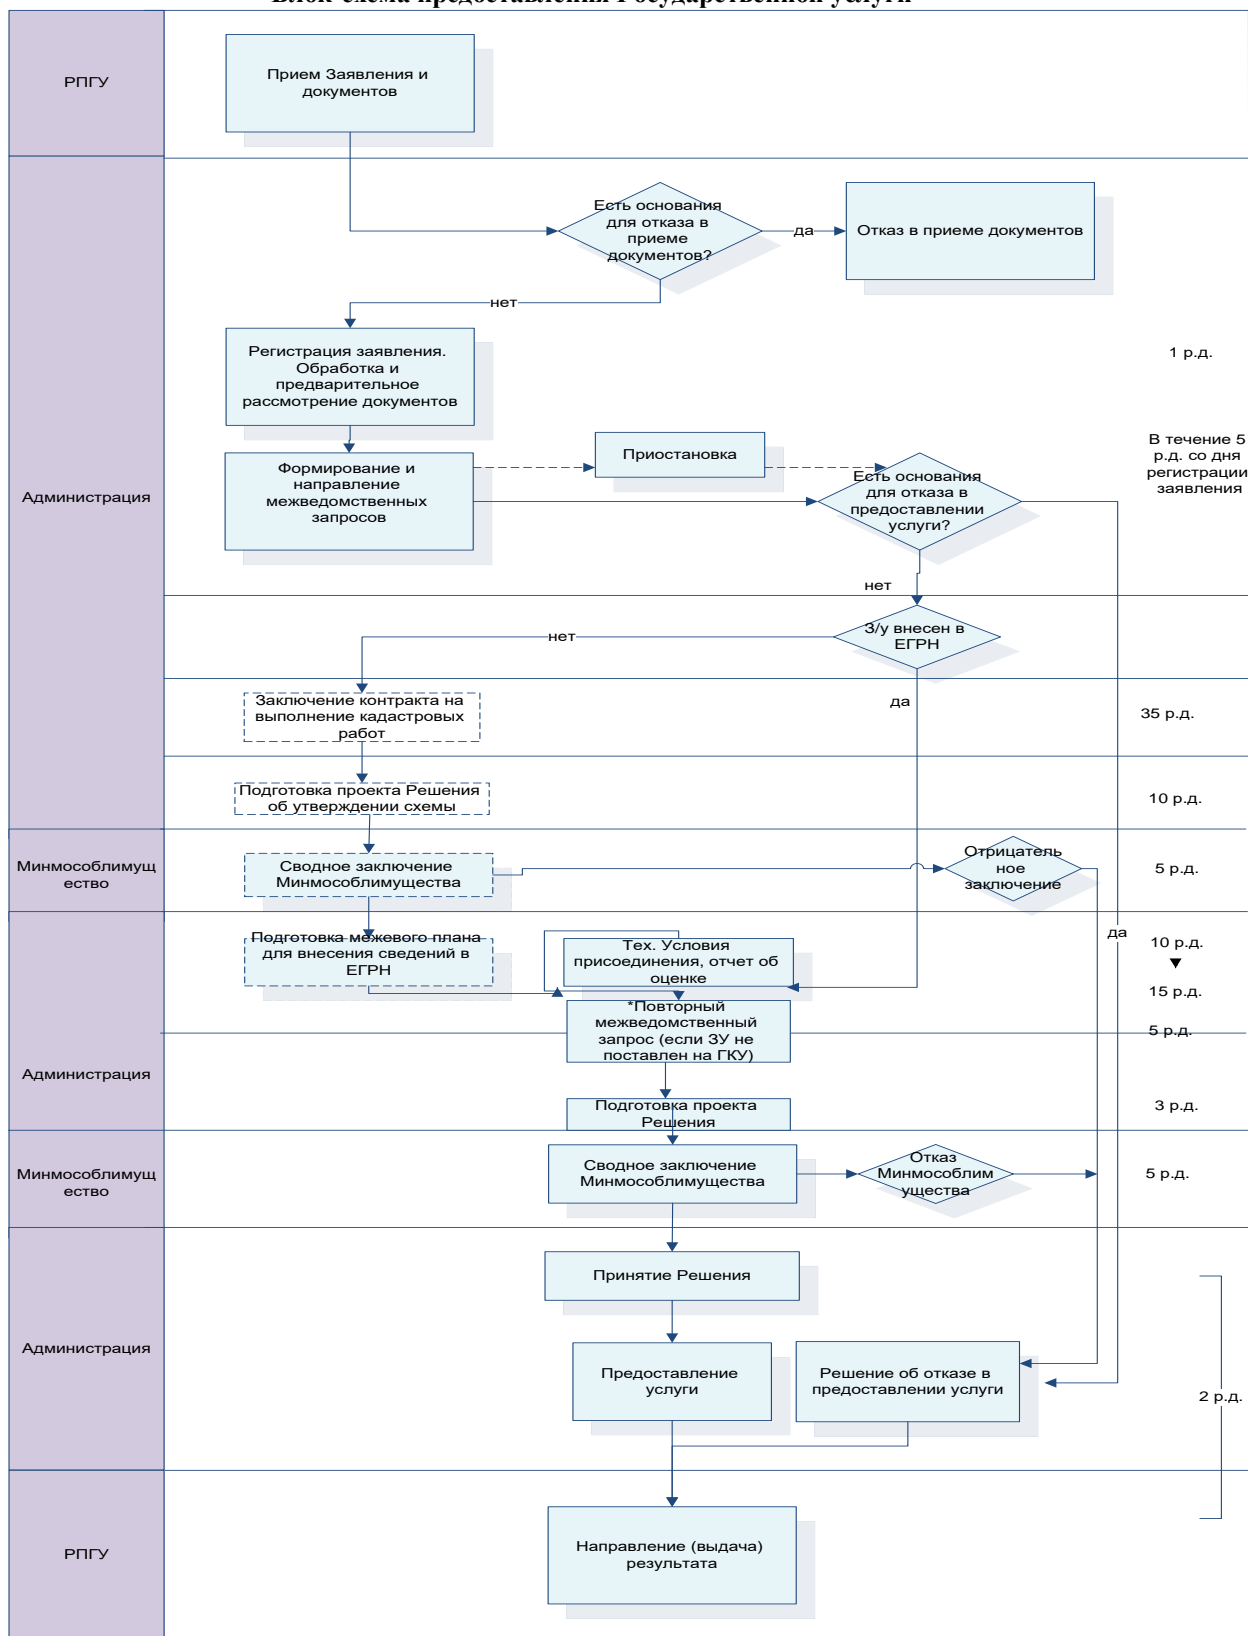 Блок-схема предоставления Государственной услуги
РПГУ
Прием Заявления и
документов
Администрация
Есть основания
для отказа в
приеме
документов?
да
Отказ в приеме документов
нет
Регистрация заявления.
Обработка и
предварительное
рассмотрение документов
1 р.д.
Формирование и
направление
межведомственных
запросов
Приостановка
Есть основания
для отказа в
предоставлении
услуги?
В течение 5
р.д. со дня
регистрации
заявления
нет
З/у внесен в
ЕГРН
нет
да
Заключение контракта на
выполнение кадастровых
работ
35 р.д.
Подготовка проекта Решения
об утверждении схемы
10 р.д.
Минмособлимущ
ество
Сводное заключение
Минмособлимущества
Отрицатель
ное
заключение
5 р.д.
Администрация
Подготовка межевого плана
для внесения сведений в
ЕГРН
Тех. Условия
присоединения, отчет об
оценке
да
10 р.д.
15 р.д.
*Повторный
межведомственный
запрос (если ЗУ не
поставлен на ГКУ)
5 р.д.
Подготовка проекта
Решения
3 р.д.
Минмособлимущ
ество
Сводное заключение
Минмособлимущества
Отказ
Минмособлим
ущества
5 р.д.
Администрация
Принятие Решения
Предоставление
услуги
Решение об отказе в
предоставлении услуги
2 р.д.
РПГУ
Направление (выдача)
результата